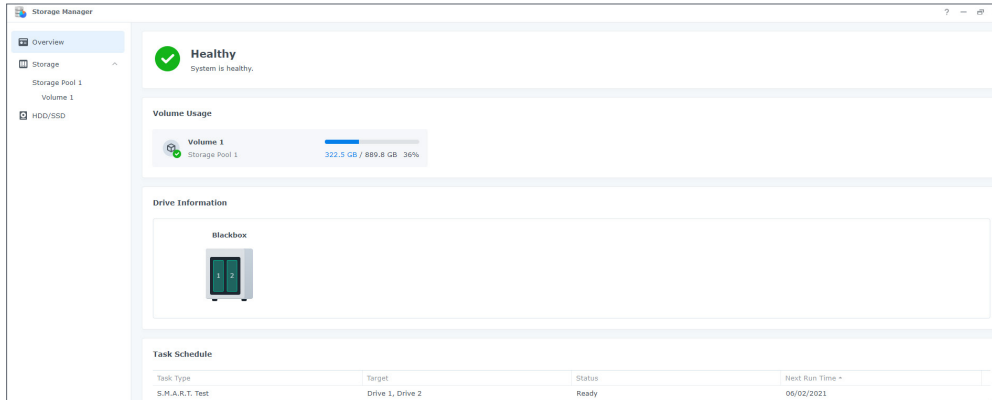 Storage Manager
?
Overview
Storage
Storage Pool 1
Volume 1
HDD/SSD
Healthy
System is healthy.
Volume Usage
Volume 1
Storage Pool 1
322.5 GB / 889.8 GB 36%
Drive Information
Blackbox
1 2
Task Schedule
Task Type Target Status Next Run Time
S.M.A.R.T. Test Drive 1, Drive 2 Ready 06/02/2021